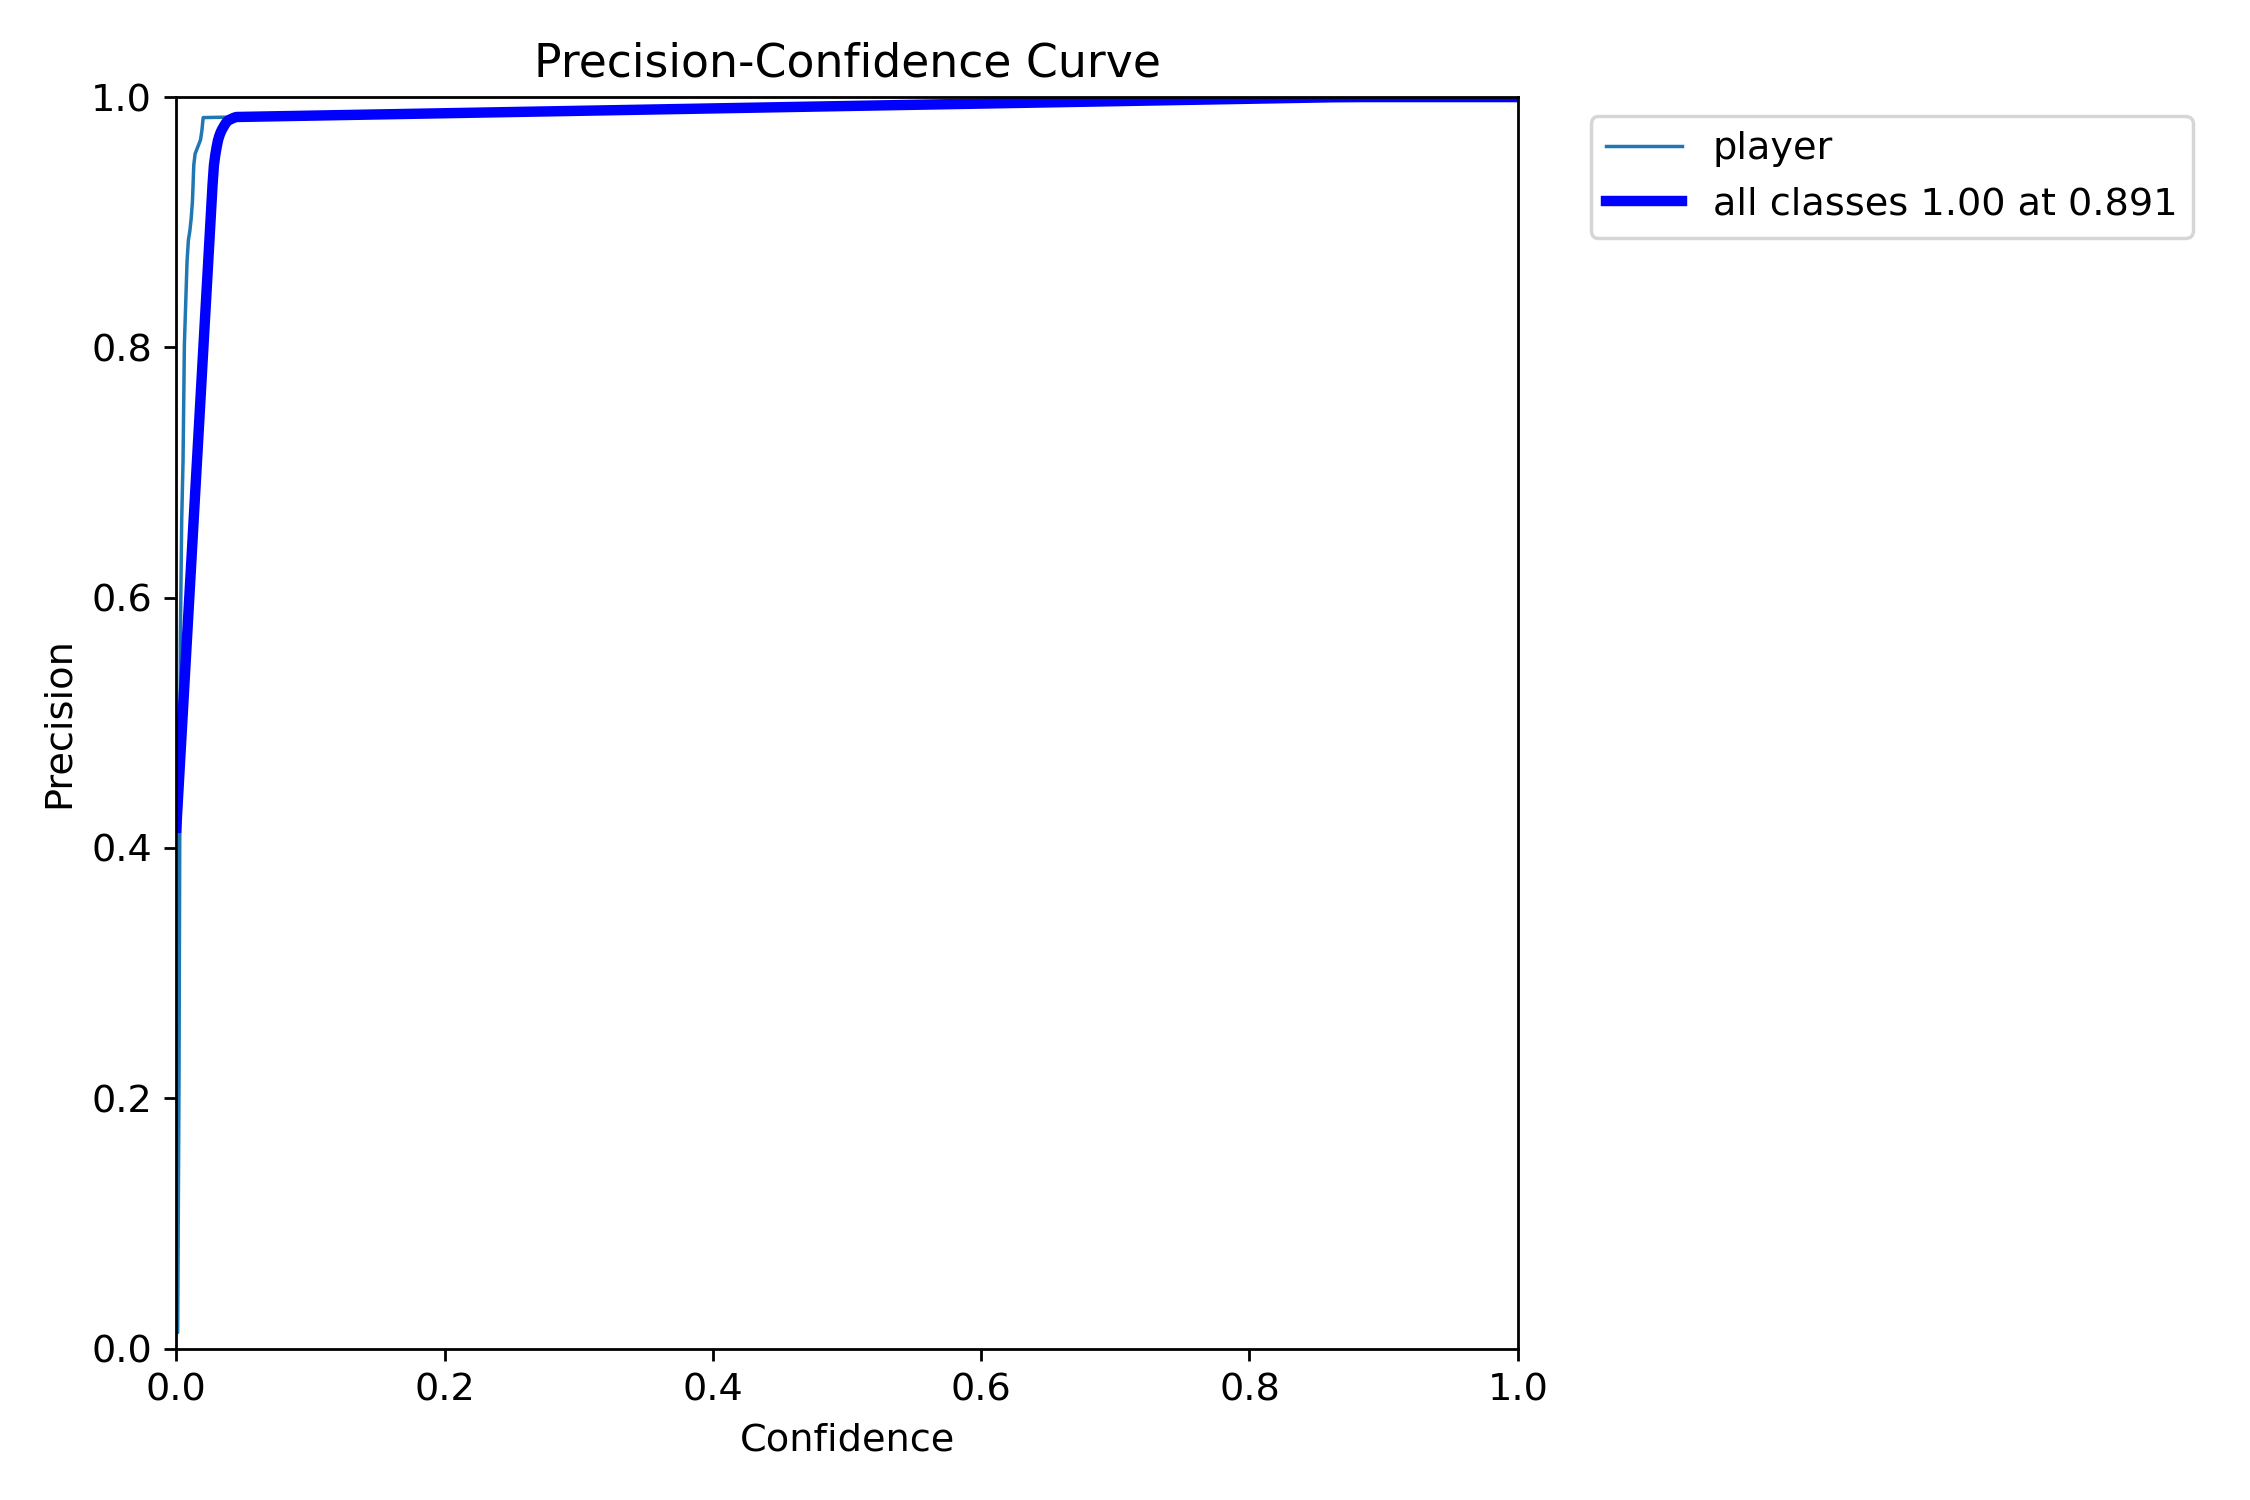 Precision-Confidence Curve
1.0
0.8
0.6
0.4
0.2
0.0
Precision
0.0 0.2 0.4 0.6 0.8 1.0
Confidence
player
all classes 1.00 at 0.891